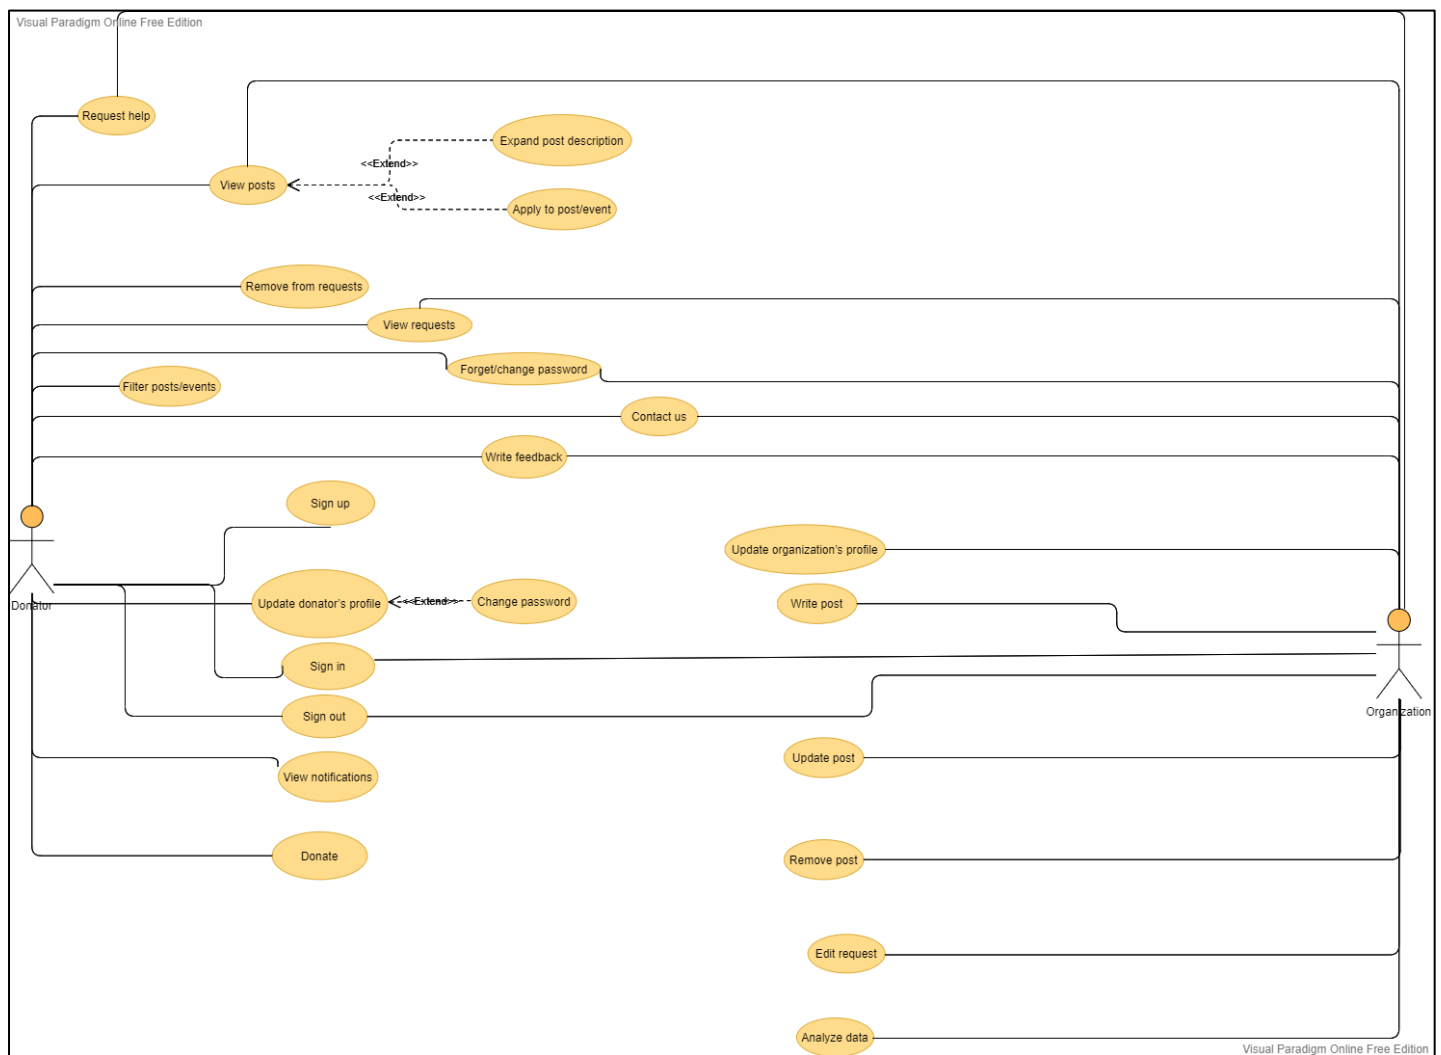 Visual Paradigm Online Free Edition
Request help
Expand post description
<<Extend>>
View posts
<<Extend>>
Apply to post/event
Remove from requests
View requests
Forget/change password
Filter posts/events
Contact us
Write feedback
Sign up
Update organization's profile
Donator
Update donator's profile
<<Extend>>
Change password
Write post
Sign in
Organization
Sign out
Update post
View notifications
Donate
Remove post
Edit request
Analyze data
Visual Paradigm Online Free Edition